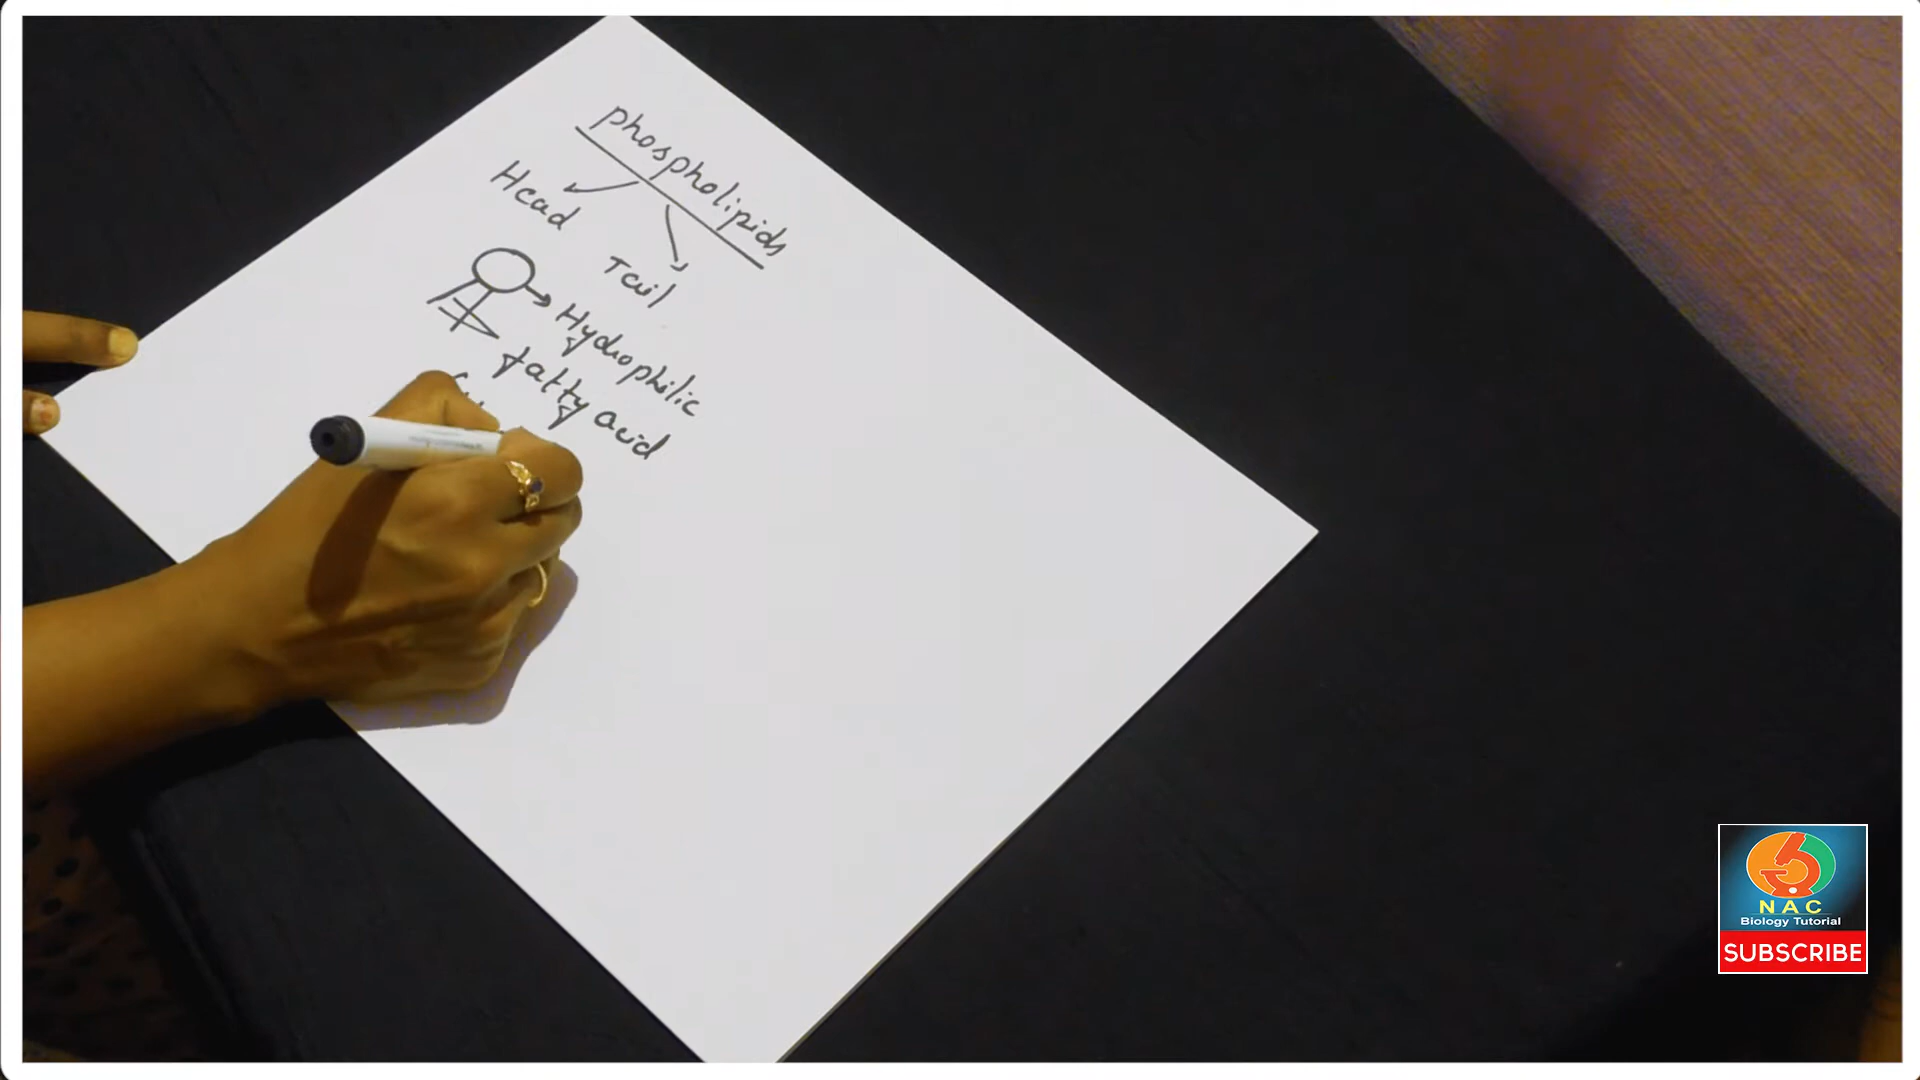 phospholipids
Head
Tail
Hydrophilic
fatty acid
NAC
Biology Tutorial
SUBSCRIBE